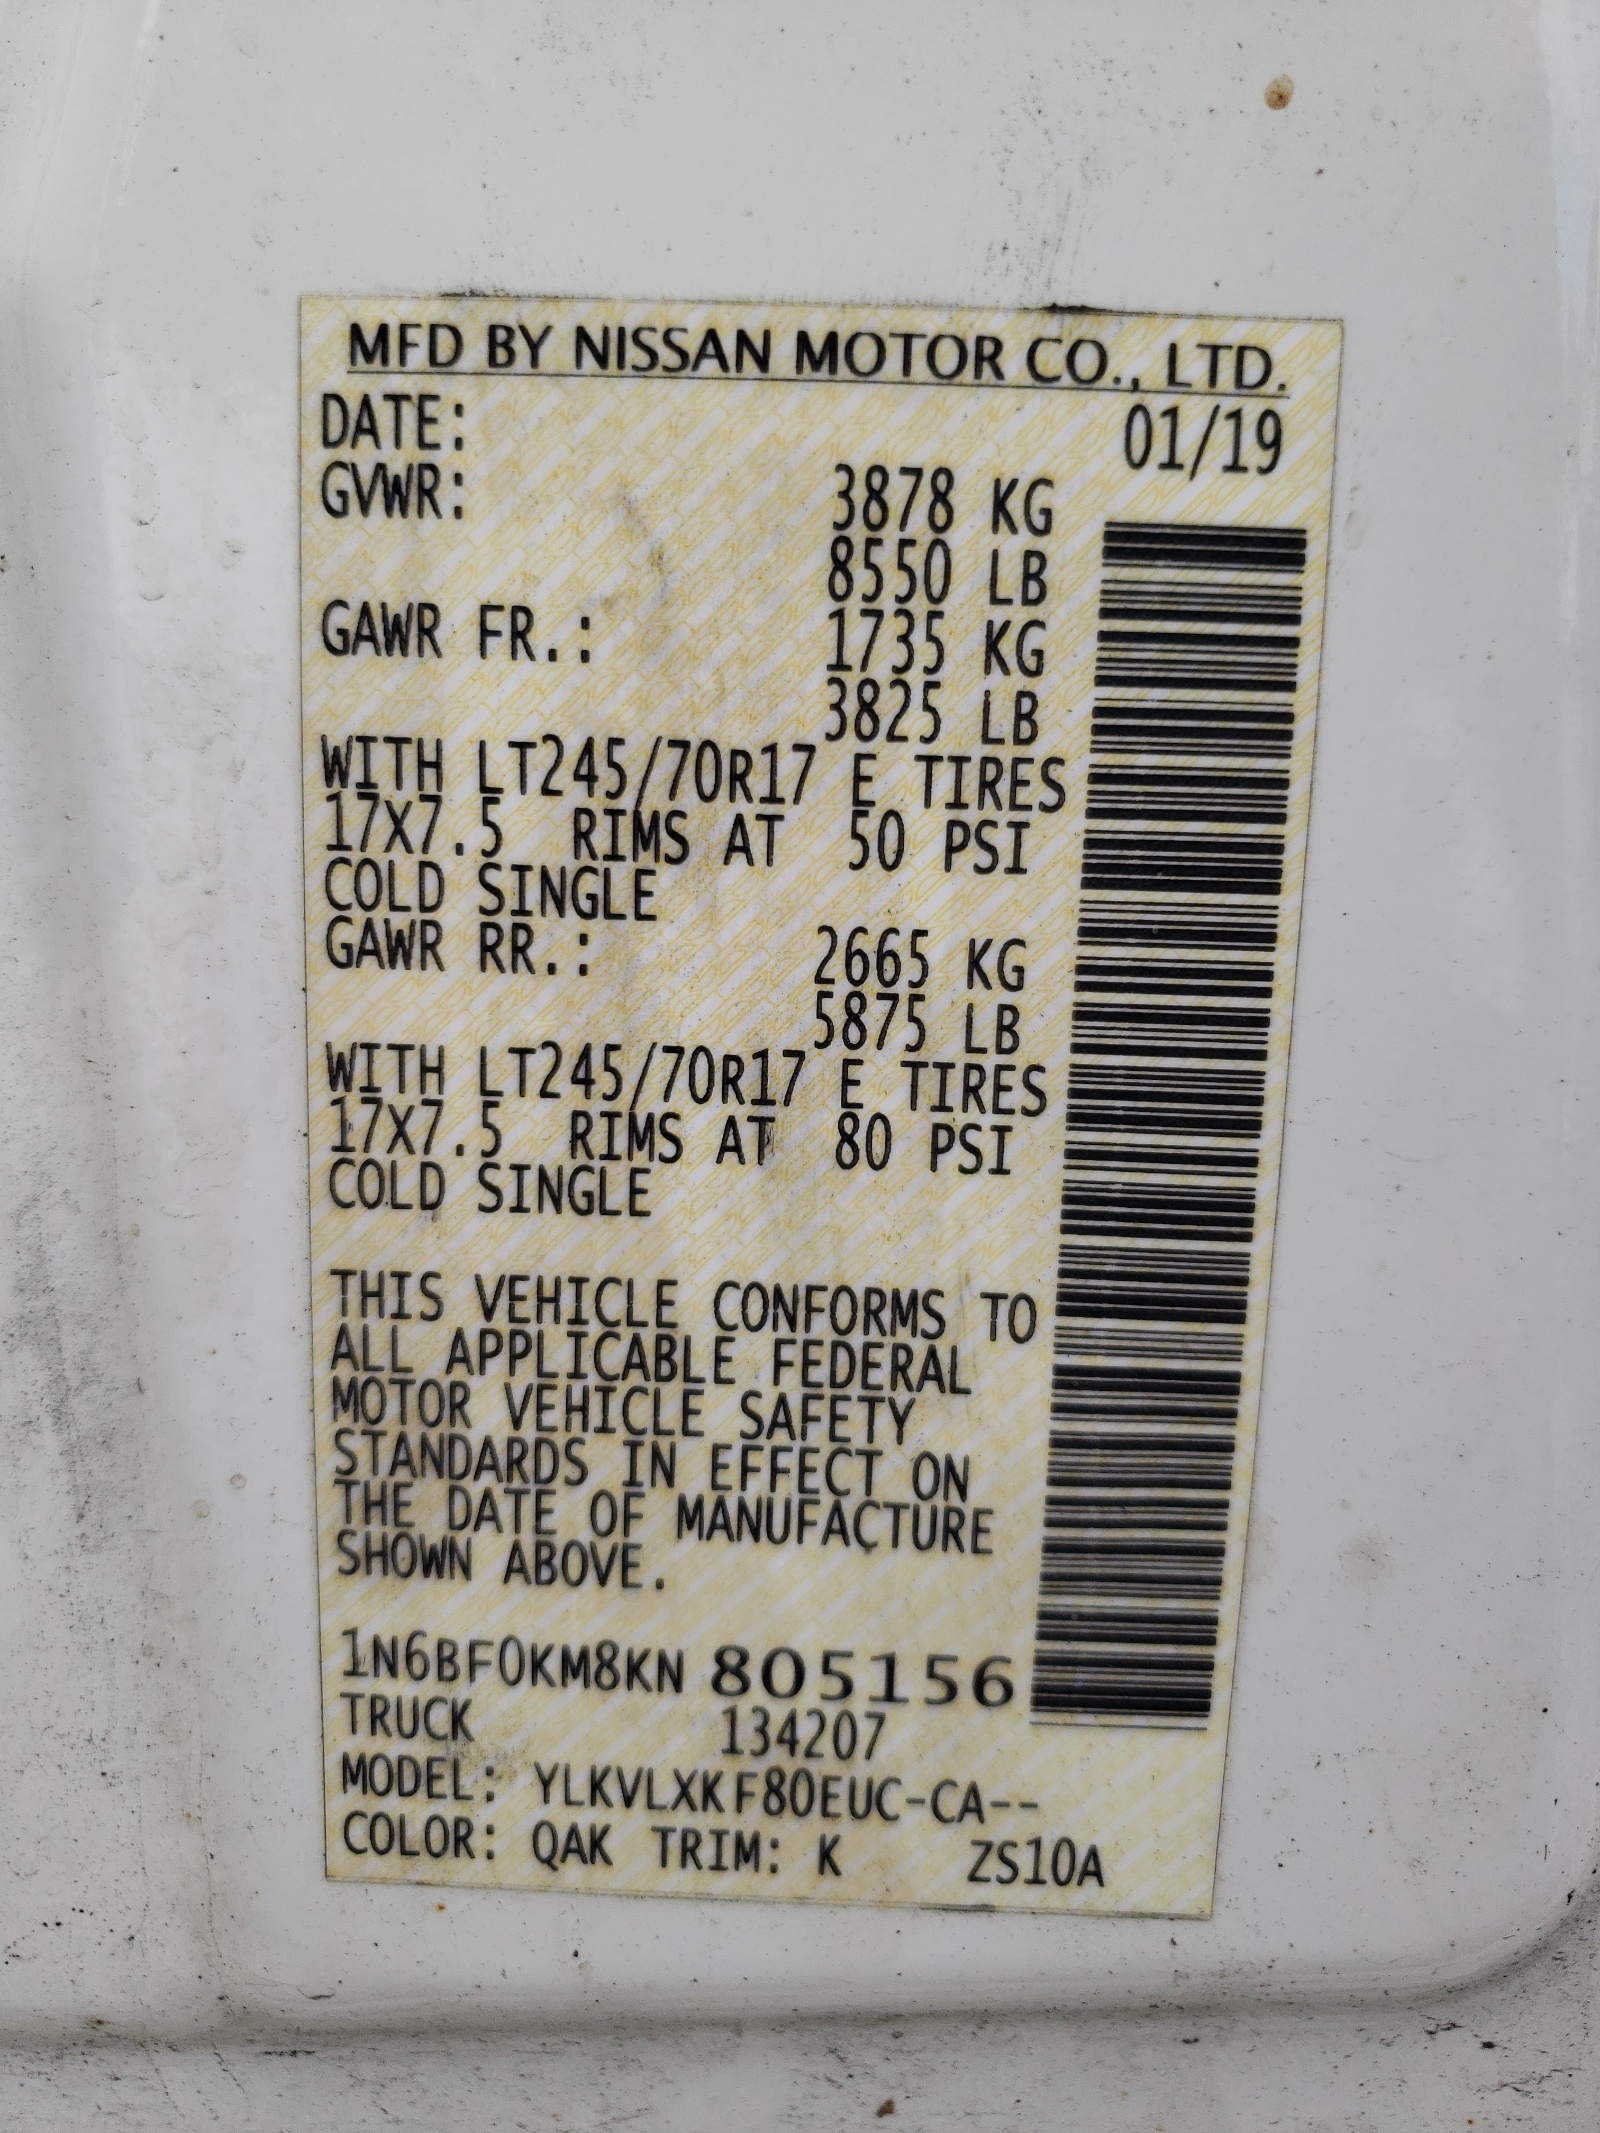 MFD BY NISSAN MOTOR CO., LTD.
DATE: 01/19
GVWR: 3878 KG
8550 LB
GAWR FR.: 1735 KG
3825 LB
WITH LT245/70R17 E TIRES
17X7.5 RIMS AT 50 PSI
COLD SINGLE
GAWR RR.: 2665 KG
5875 LB
WITH LT245/70R17 E TIRES
17X7.5 RIMS AT 80 PSI
COLD SINGLE
THIS VEHICLE CONFORMS TO
ALL APPLICABLE FEDERAL
MOTOR VEHICLE SAFETY
STANDARDS IN EFFECT ON
THE DATE OF MANUFACTURE
SHOWN ABOVE.
1N6BF0KM8KN 805156
TRUCK 134207
MODEL: YLKVLXKF80EUC-CA--
COLOR: QAK TRIM: K ZS10A